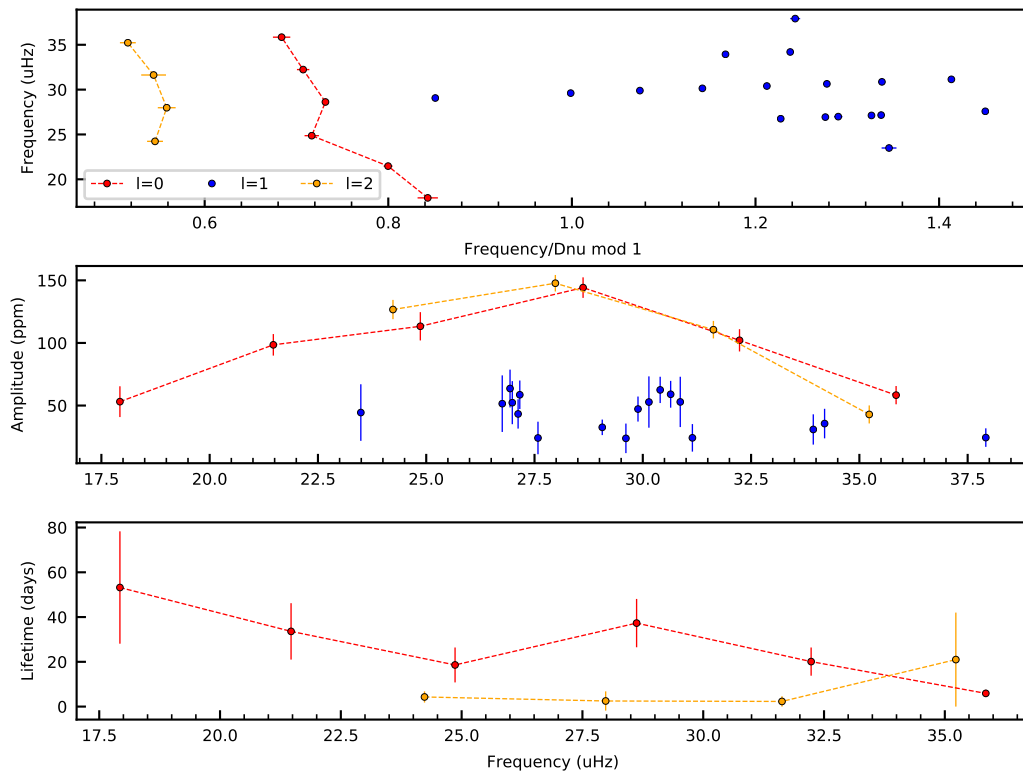 35
30
25
20
Frequency (uHz)
l=0 l=1 l=2
0.6 0.8 1.0 1.2 1.4
Frequency/Dnu mod 1
150
100
50
Amplitude (ppm)
17.5 20.0 22.5 25.0 27.5 30.0 32.5 35.0 37.5
80
60
40
20
0
Lifetime (days)
17.5 20.0 22.5 25.0 27.5 30.0 32.5 35.0
Frequency (uHz)